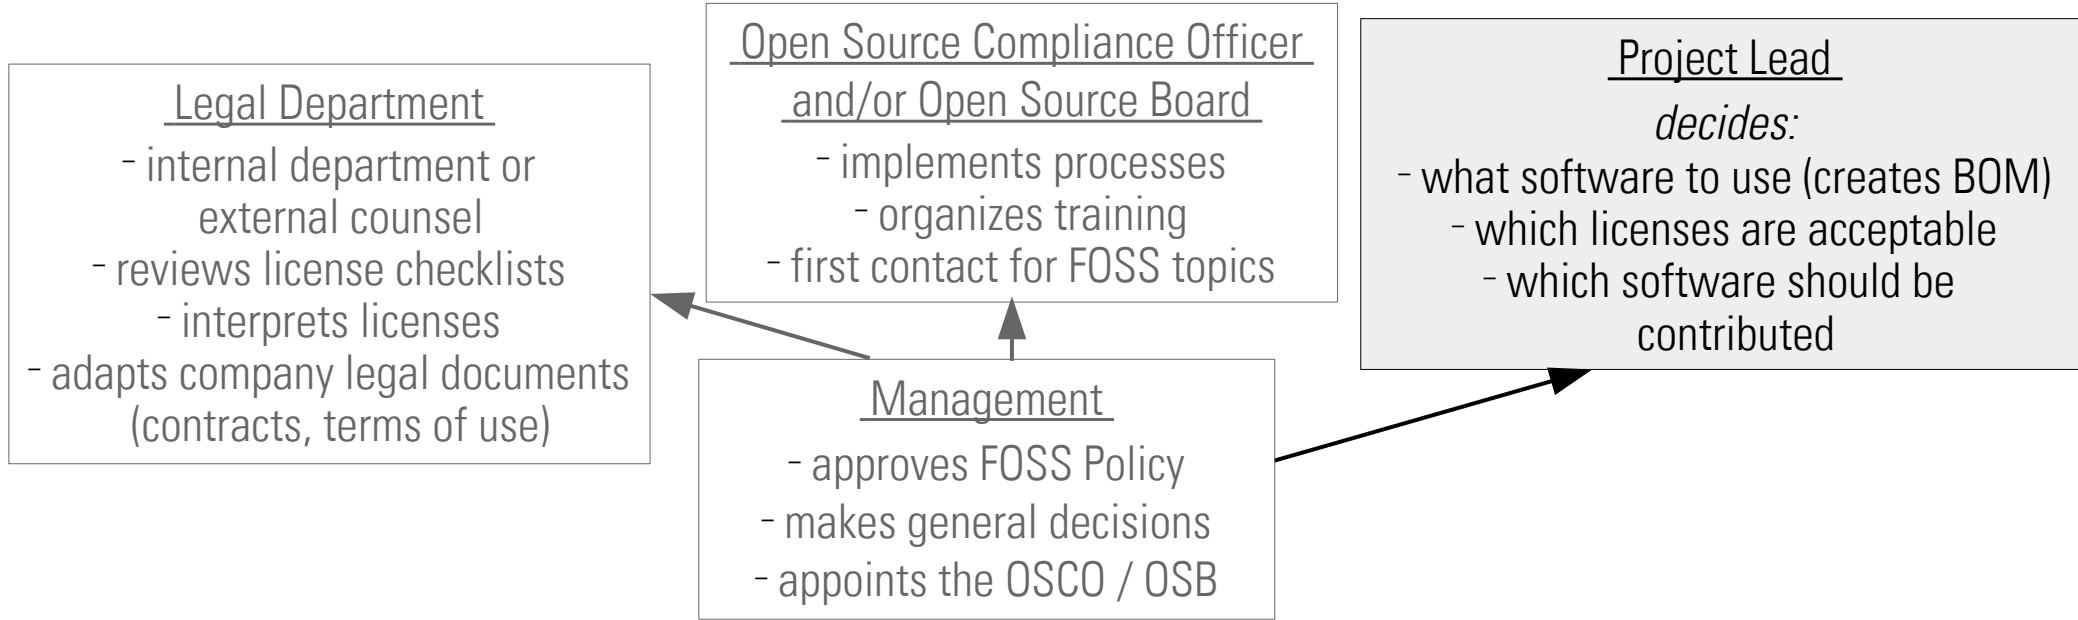 Legal Department
- internal department or
external counsel
- reviews license checklists
- interprets licenses
- adapts company legal documents
(contracts, terms of use)
Open Source Compliance Officer
and/or Open Source Board
- implements processes
- organizes training
- first contact for FOSS topics
Project Lead
decides:
- what software to use (creates BOM)
- which licenses are acceptable
- which software should be
contributed
Management
- approves FOSS Policy
- makes general decisions
- appoints the OSCO / OSB